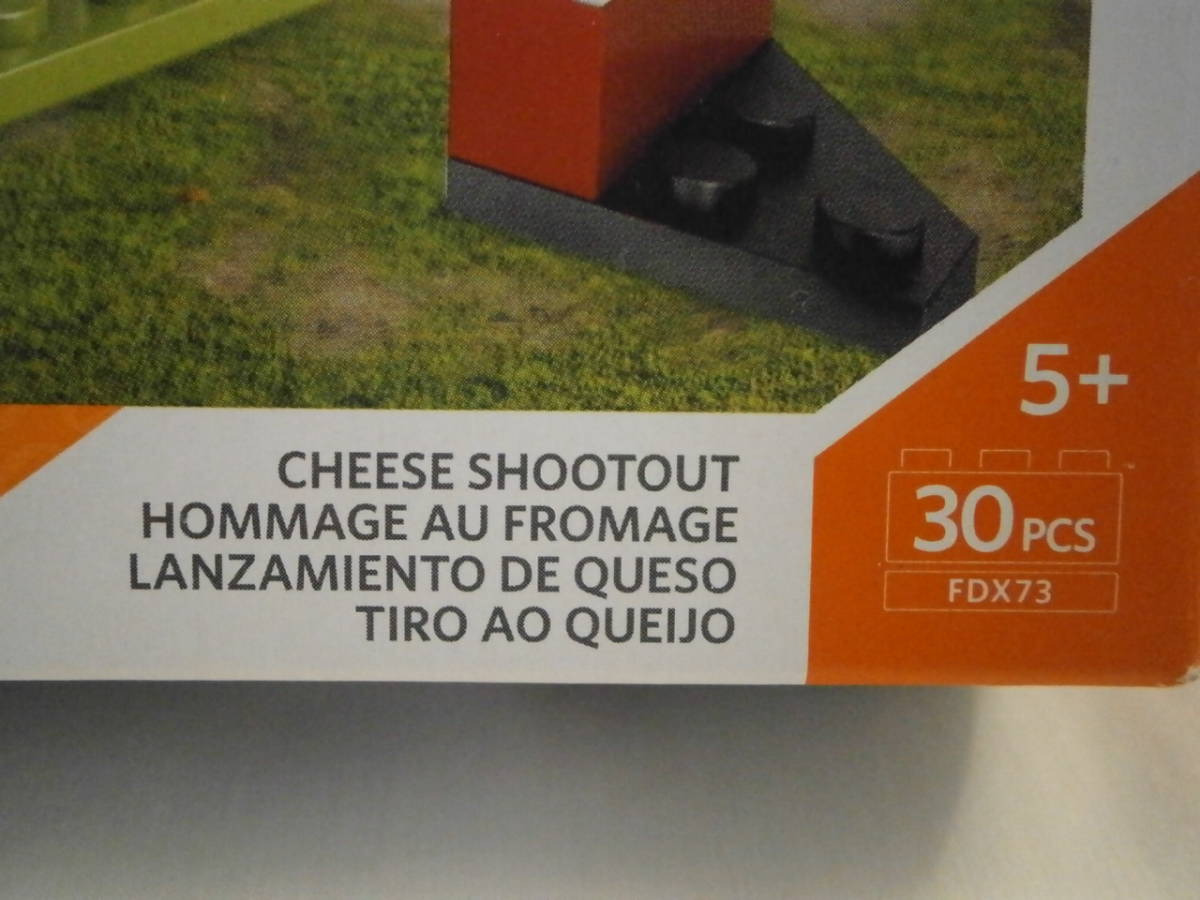 CHEESE SHOOTOUT
HOMMAGE AU FROMAGE
LANZAMIENTO DE QUESO
TIRO AO QUEIJO
5+
30 PCS
FDX73